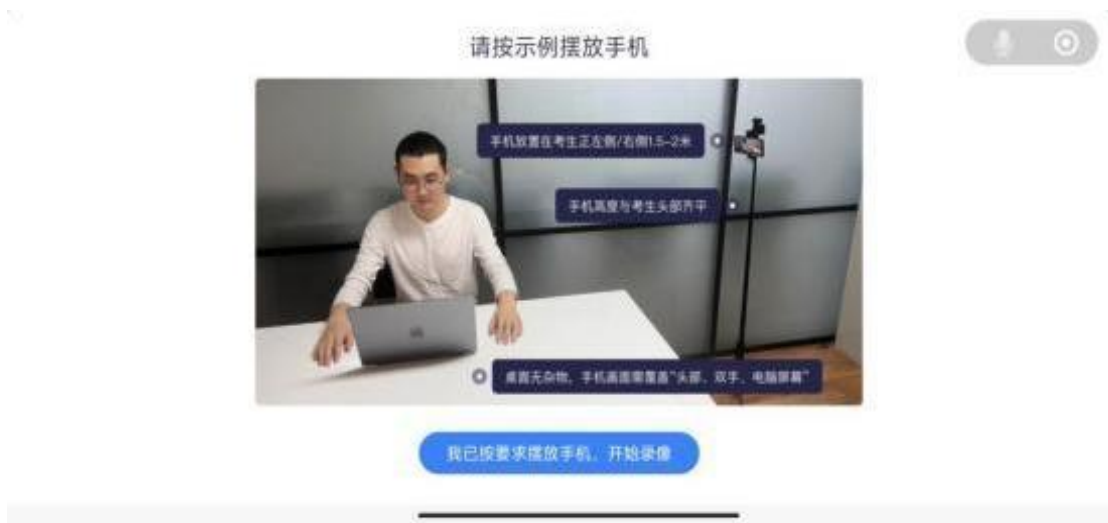 请按示例摆放手机
手机放置在考生正左侧/右侧1.5-2米
手机高度与考生头部齐平
桌面无杂物，手机画面需覆盖“头部、双手、电脑屏幕”
我已按要求摆放手机，开始录像